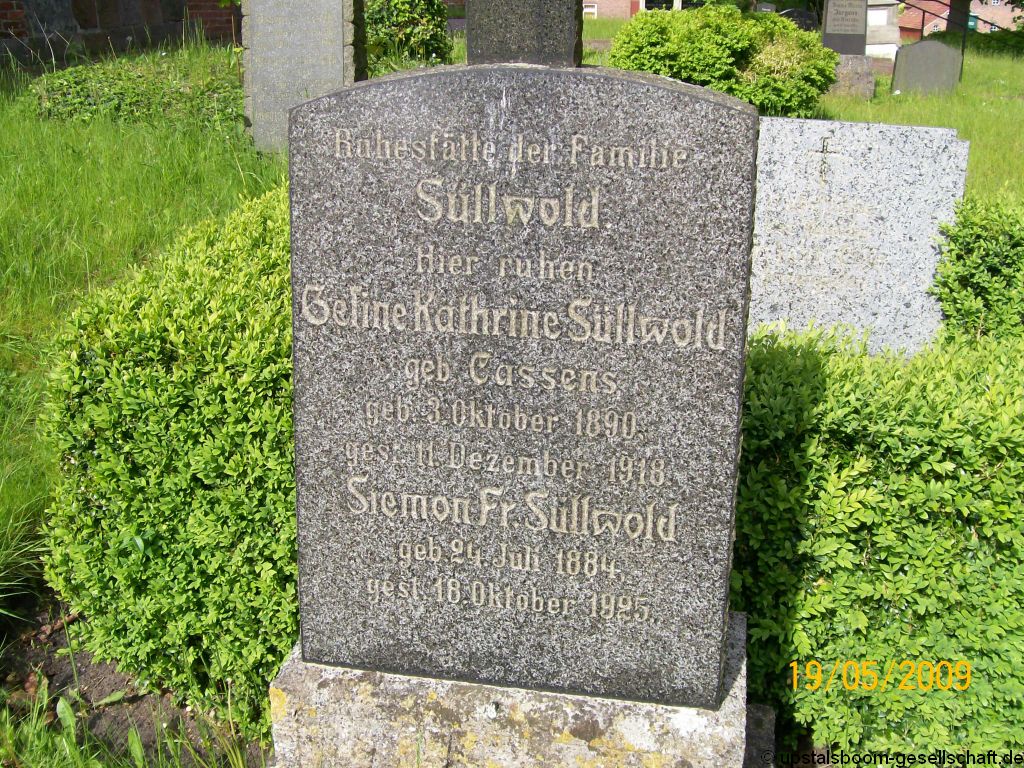 Ruhestätte der Familie
Süllwold.
Hier ruhen
Gesine Kathrine Süllwold
geb. Cassens
geb. 3. Oktober 1890,
gest. 11. Dezember 1918.
Siemon Fr. Süllwold
geb. 24. Juli 1884,
gest. 18. Oktober 1925.
19/05/2009
© upstalsboom-gesellschaft.de